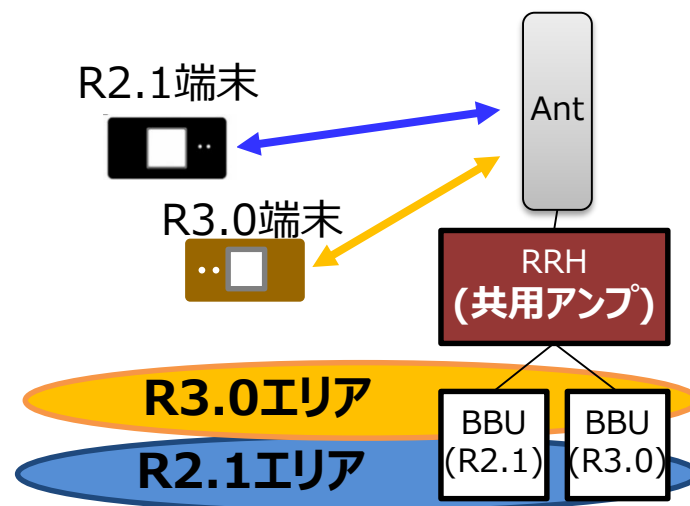 R2.1端末
Ant
R3.0端末
RRH
(共用アンプ)
R3.0エリア
BBU
(R2.1)
BBU
(R3.0)
R2.1エリア